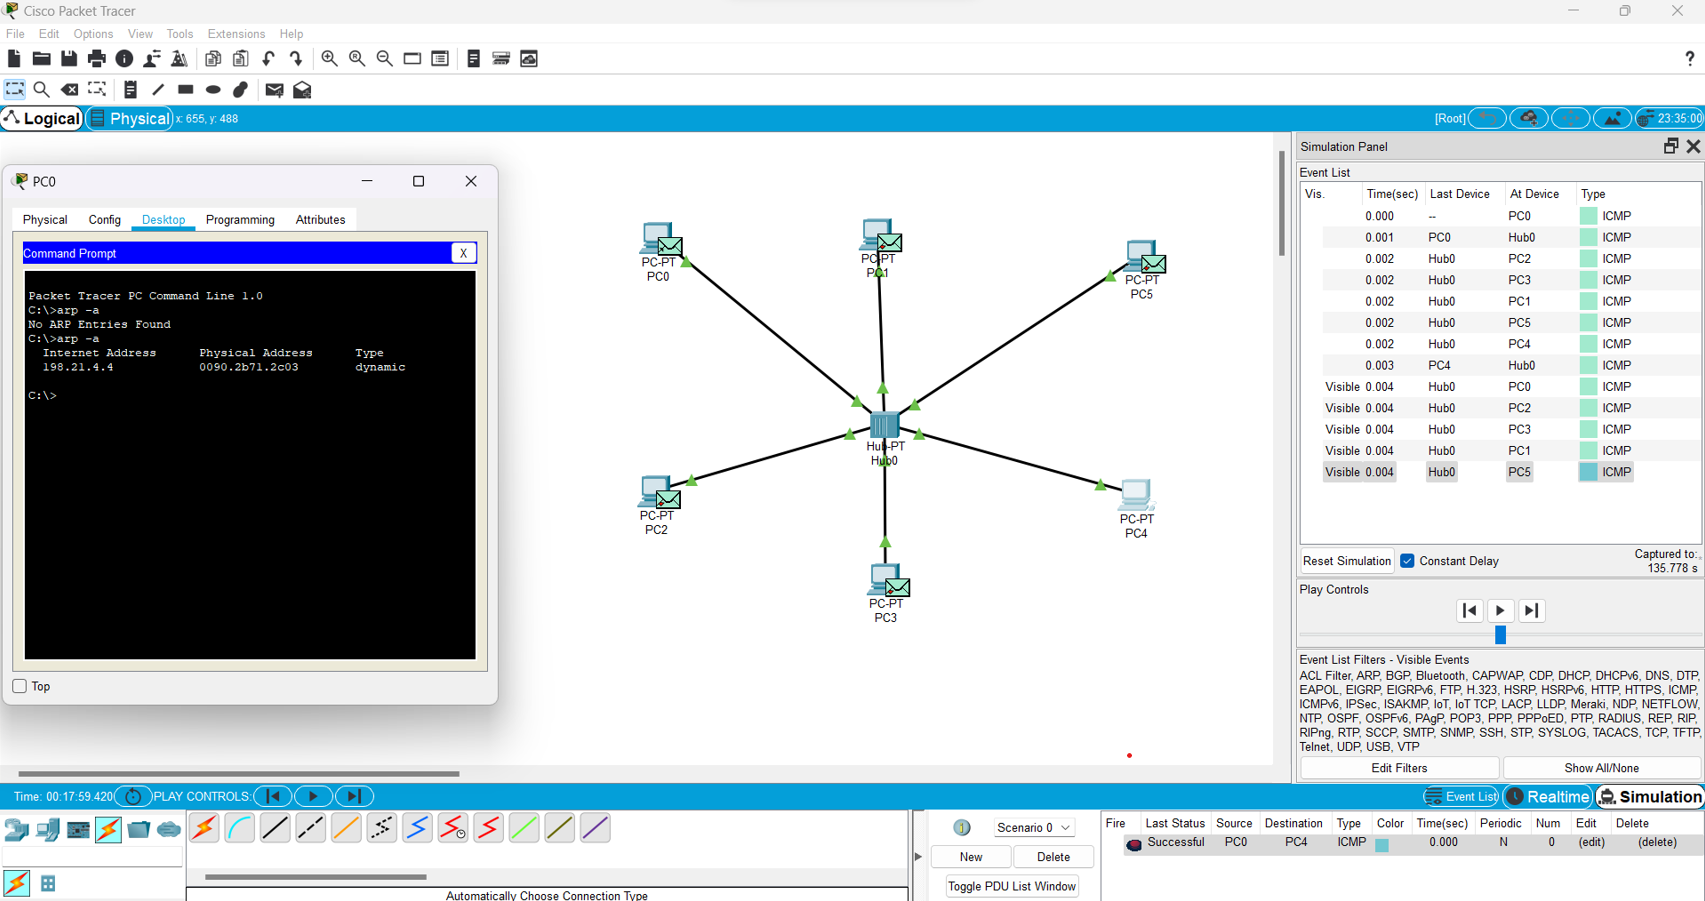 Cisco Packet Tracer
File Edit Options View Tools Extensions Help
?
Logical Physical x: 655, y: 488 [Root] 23:35:00
PC0
Physical Config Desktop Programming Attributes
Command Prompt X
Packet Tracer PC Command Line 1.0
C:\>arp -a
No ARP Entries Found
C:\>arp -a
Internet Address Physical Address Type
198.21.4.4 0090.2b71.2c03 dynamic
C:\>
Top
PC-PT
PC0
PC-PT
PC1
PC-PT
PC5
Hub-PT
Hub0
PC-PT
PC2
PC-PT
PC4
PC-PT
PC3
Simulation Panel
Event List
Vis. Time(sec) Last Device At Device Type
0.000 -- PC0 ICMP
0.001 PC0 Hub0 ICMP
0.002 Hub0 PC2 ICMP
0.002 Hub0 PC3 ICMP
0.002 Hub0 PC1 ICMP
0.002 Hub0 PC5 ICMP
0.002 Hub0 PC4 ICMP
0.003 PC4 Hub0 ICMP
Visible 0.004 Hub0 PC0 ICMP
Visible 0.004 Hub0 PC2 ICMP
Visible 0.004 Hub0 PC3 ICMP
Visible 0.004 Hub0 PC1 ICMP
Visible 0.004 Hub0 PC5 ICMP
Reset Simulation Constant Delay Captured to:
135.778 s
Play Controls
Event List Filters - Visible Events
ACL Filter, ARP, BGP, Bluetooth, CAPWAP, CDP, DHCP, DHCPv6, DNS, DTP,
EAPOL, EIGRP, EIGRPv6, FTP, H.323, HSRP, HSRPv6, HTTP, HTTPS, ICMP,
ICMPv6, IPSec, ISAKMP, IoT, IoT TCP, LACP, LLDP, Meraki, NDP, NETFLOW,
NTP, OSPF, OSPFv6, PAgP, POP3, PPP, PPPoED, PTP, RADIUS, REP, RIP,
RIPng, RTP, SCCP, SMTP, SNMP, SSH, STP, SYSLOG, TACACS, TCP, TFTP,
Telnet, UDP, USB, VTP
Edit Filters Show All/None
Time: 00:17:59.420 PLAY CONTROLS: Event List Realtime Simulation
Automatically Choose Connection Type
Scenario 0
New Delete
Toggle PDU List Window
Fire Last Status Source Destination Type Color Time(sec) Periodic Num Edit Delete
Successful PC0 PC4 ICMP 0.000 N 0 (edit) (delete)